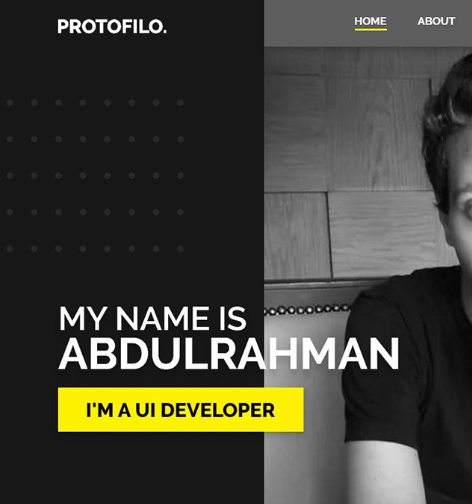 PROTOFILO.
HOME ABOUT
MY NAME IS
ABDULRAHMAN
I'M A UI DEVELOPER